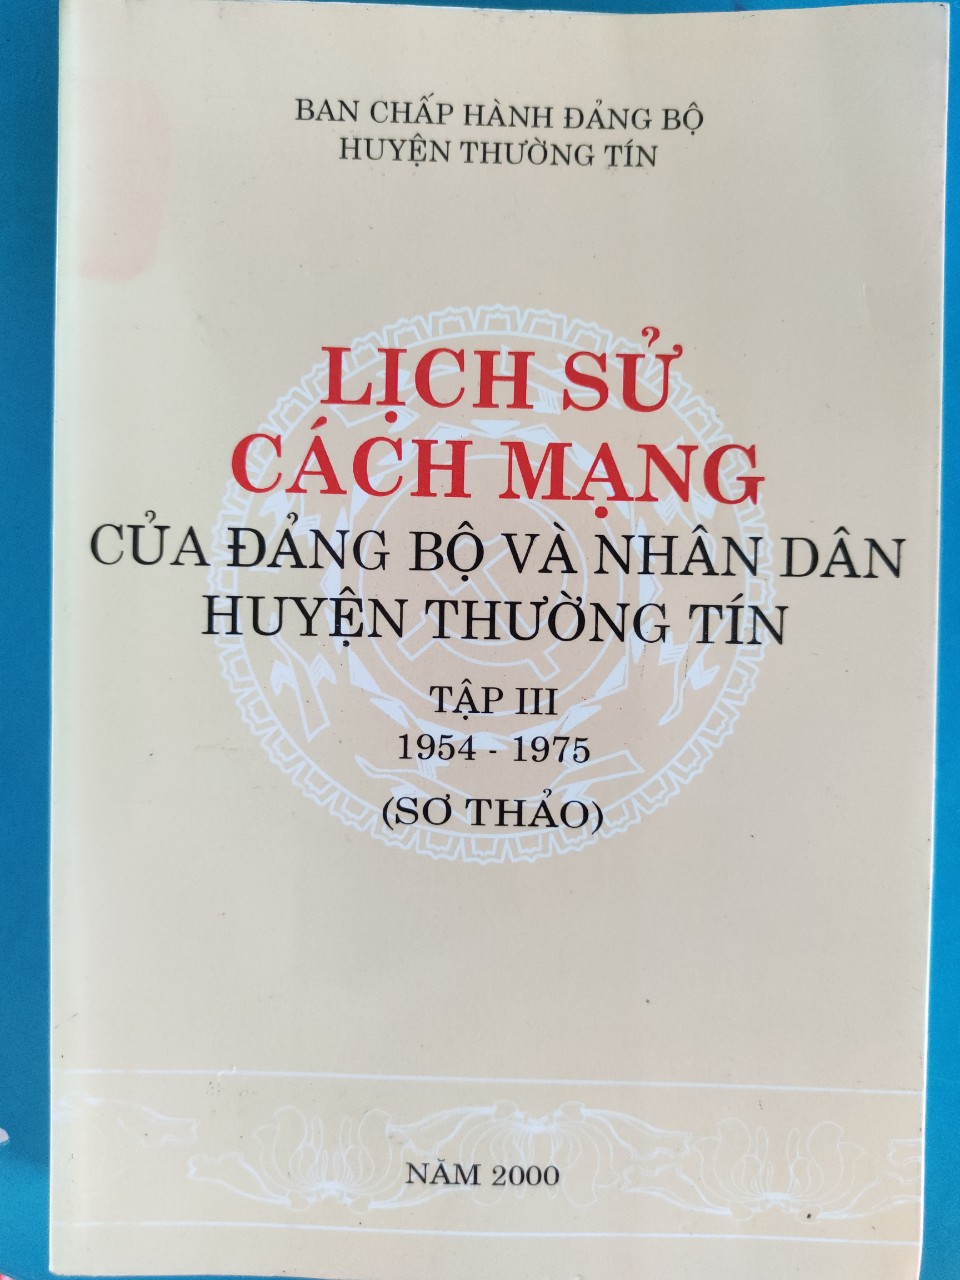 BAN CHẤP HÀNH ĐẢNG BỘ
HUYỆN THƯỜNG TÍN
LỊCH SỬ
CÁCH MẠNG
CỦA ĐẢNG BỘ VÀ NHÂN DÂN
HUYỆN THƯỜNG TÍN
TẬP III
1954 - 1975
(SƠ THẢO)
NĂM 2000